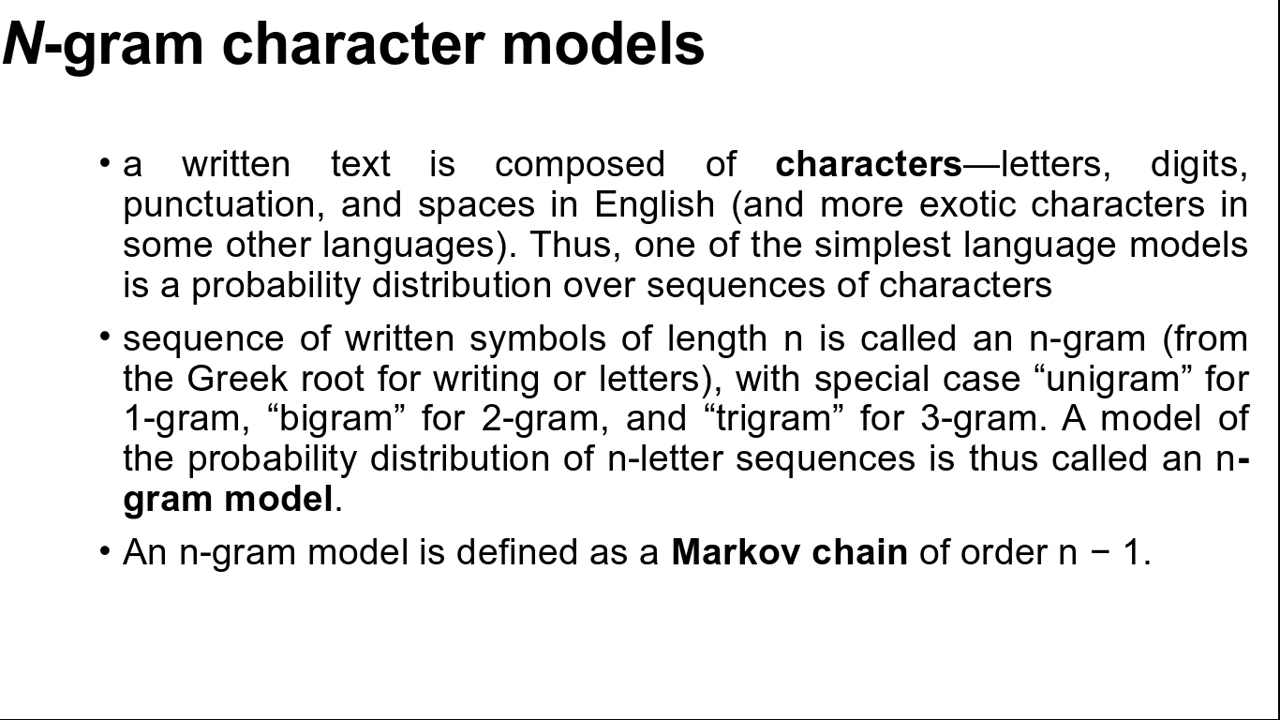 N-gram character models
• a written text is composed of characters—letters, digits,
punctuation, and spaces in English (and more exotic characters in
some other languages). Thus, one of the simplest language models
is a probability distribution over sequences of characters
• sequence of written symbols of length n is called an n-gram (from
the Greek root for writing or letters), with special case “unigram” for
1-gram, “bigram” for 2-gram, and “trigram” for 3-gram. A model of
the probability distribution of n-letter sequences is thus called an n-
gram model.
• An n-gram model is defined as a Markov chain of order n − 1.